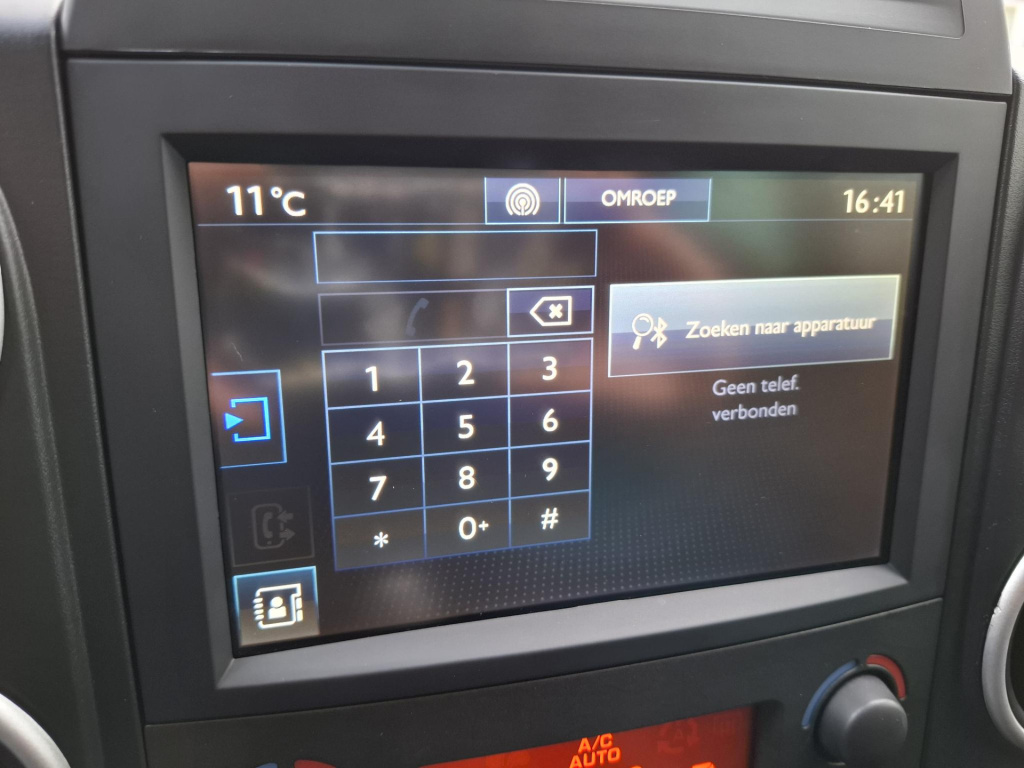 11 °C
OMROEP
16:41
Zoeken naar apparatuur
Geen telef.
verbonden
1 2 3
4 5 6
7 8 9
* 0+ #
A/C
AUTO